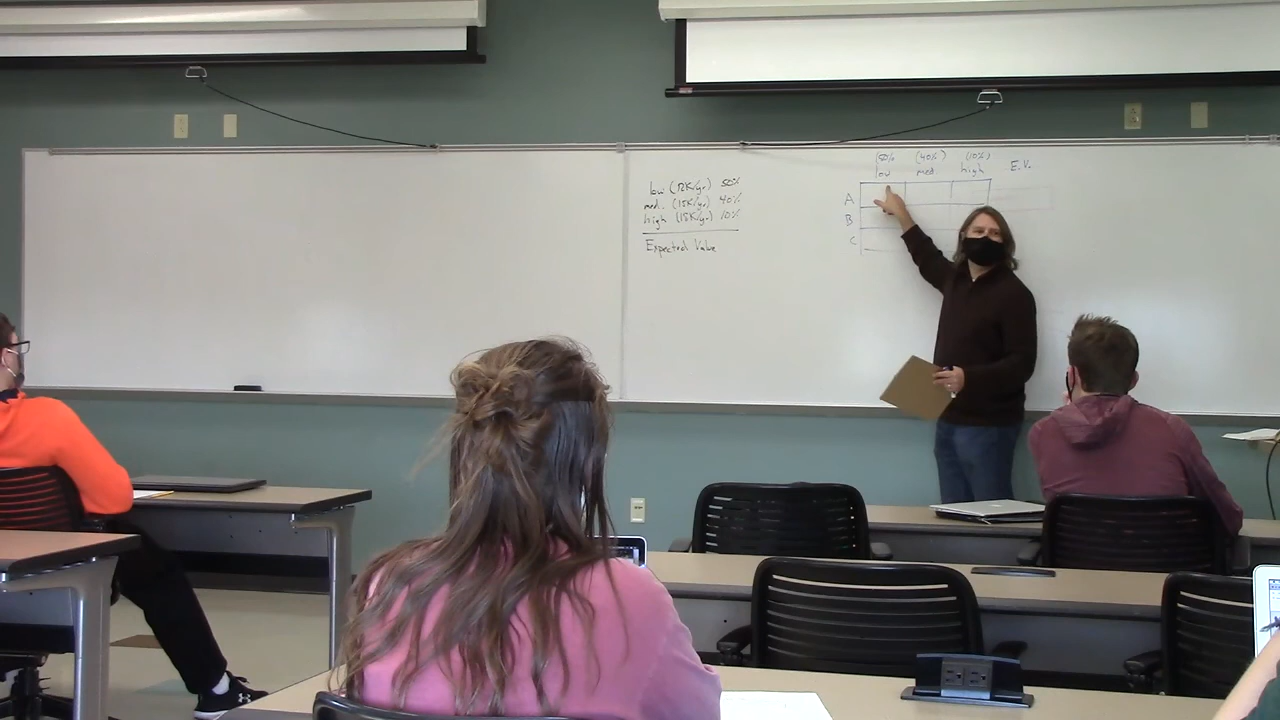 low (12K/yr) 50%
med. (15K/yr) 40%
high (18K/yr) 10%
Expected Value
(50%) (40%) (10%)
low med. high E.V.
A
B
C